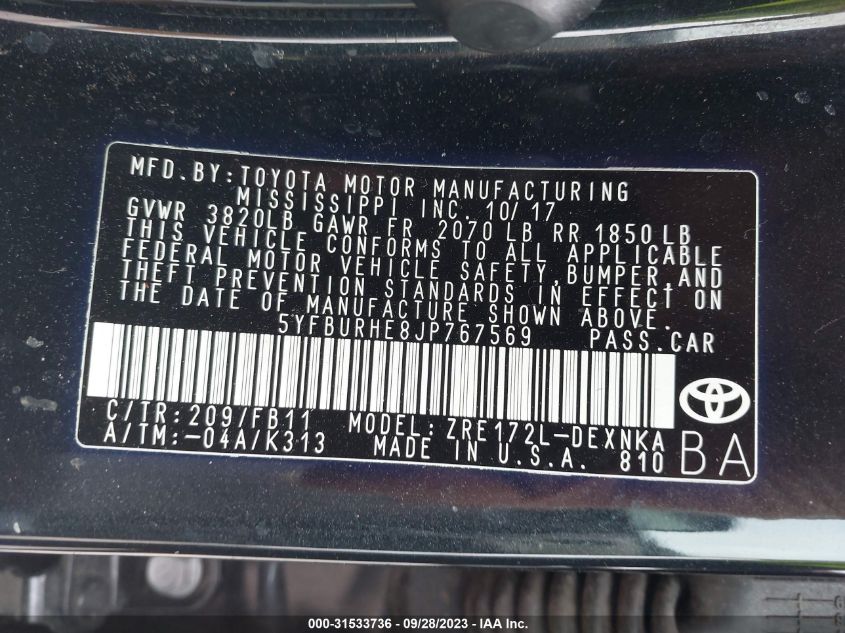 MFD.BY:TOYOTA MOTOR MANUFACTURING
MISSISSIPPI INC. 10/17
GVWR 3820LB GAWR FR 2070 LB RR 1850 LB
THIS VEHICLE CONFORMS TO ALL APPLICABLE
FEDERAL MOTOR VEHICLE SAFETY,BUMPER,AND
THEFT PREVENTION STANDARDS IN EFFECT ON
THE DATE OF MANUFACTURE SHOWN ABOVE.
5YFBURHE8JP767569 PASS.CAR
C/TR:209/FB11 MODEL:ZRE172L-DEXNKA
A/TM:-04A/K313 MADE IN U.S.A. 810
BA
000-31533736 - 09/28/2023 - IAA Inc.